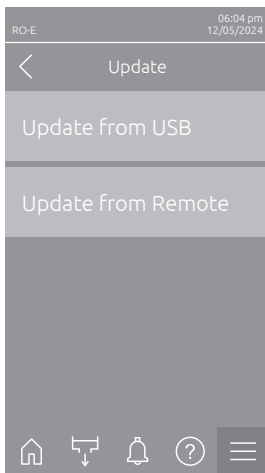 06:04 pm
RO-E 12/05/2024
Update
Update from USB
Update from Remote
?